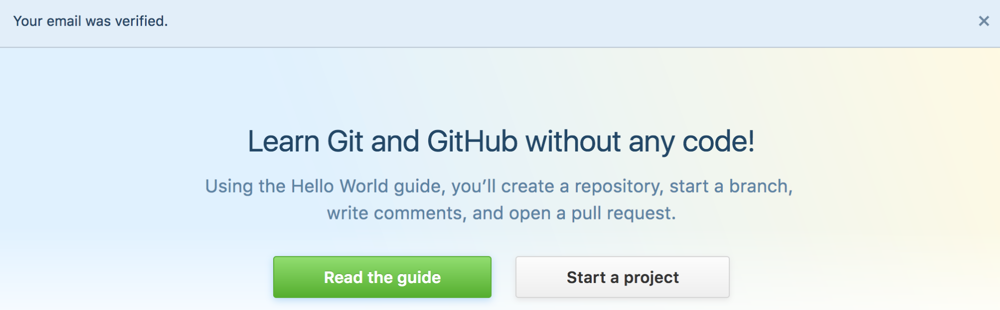 Your email was verified.
Learn Git and GitHub without any code!
Using the Hello World guide, you’ll create a repository, start a branch,
write comments, and open a pull request.
Read the guide
Start a project